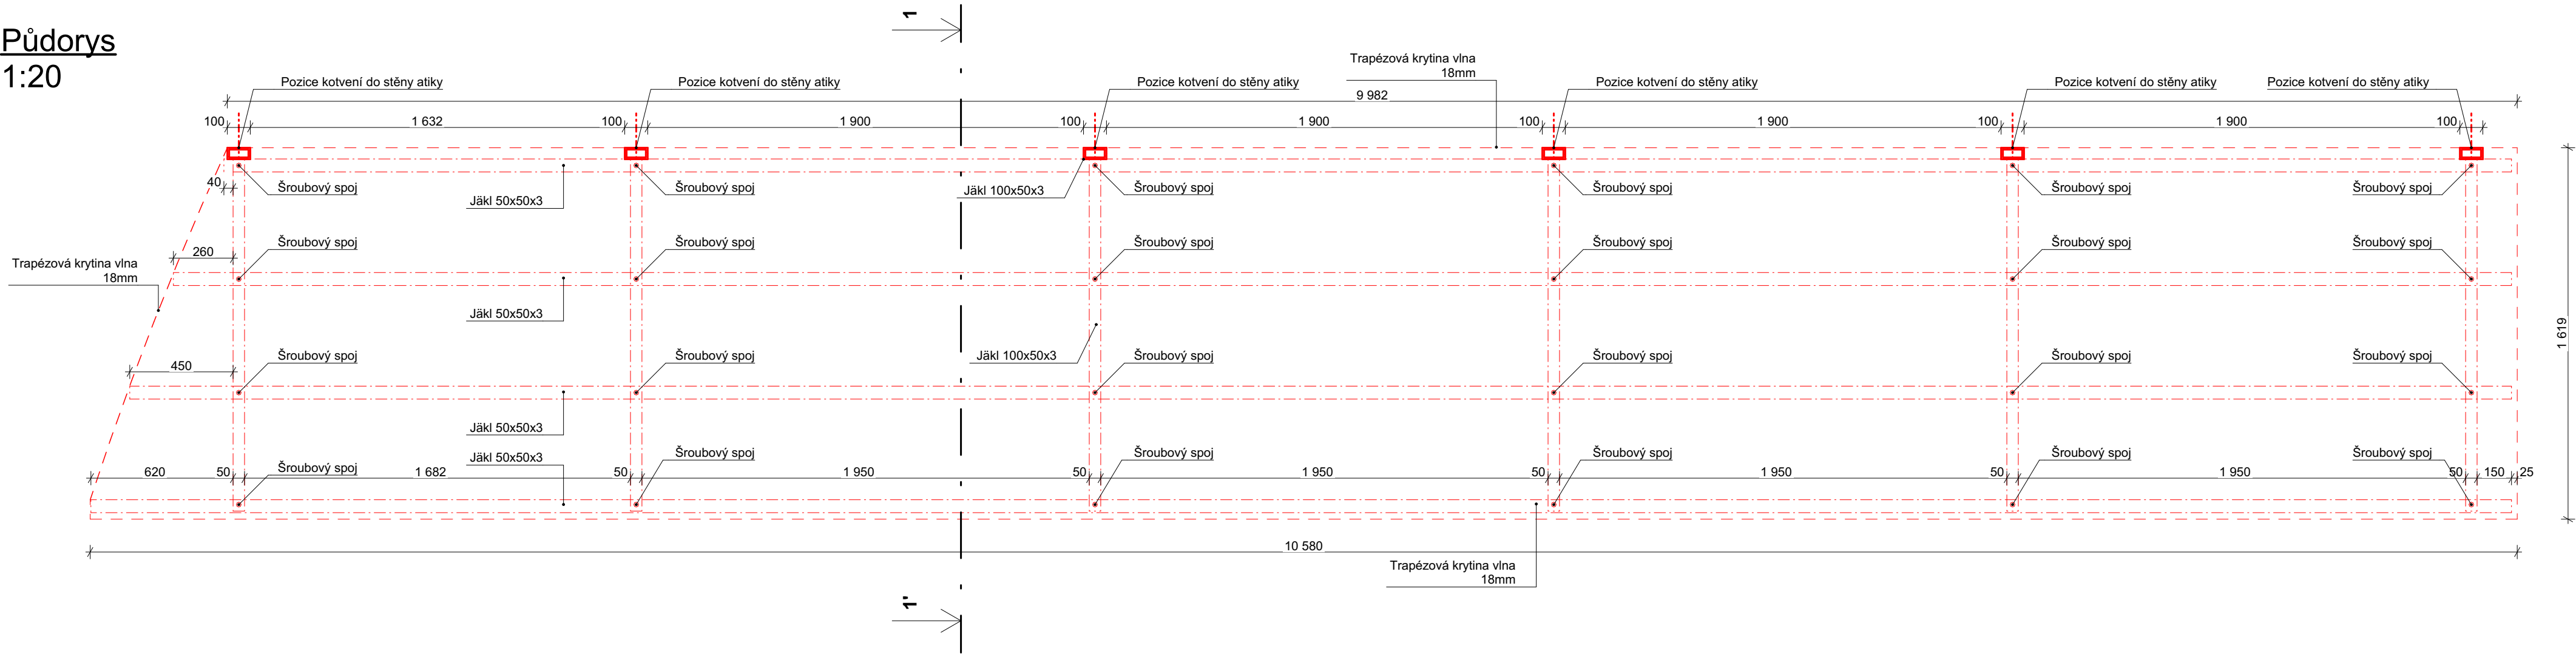 Půdorys
1:20
1
Trapézová krytina vlna
18mm
Pozice kotvení do stěny atiky
Pozice kotvení do stěny atiky
Pozice kotvení do stěny atiky
Pozice kotvení do stěny atiky
Pozice kotvení do stěny atiky
Pozice kotvení do stěny atiky
9 982
100
1 632
100
1 900
100
1 900
100
1 900
100
1 900
100
40
Šroubový spoj
Jäkl 50x50x3
Šroubový spoj
Jäkl 100x50x3
Šroubový spoj
Šroubový spoj
Šroubový spoj
Šroubový spoj
260
Šroubový spoj
Šroubový spoj
Šroubový spoj
Šroubový spoj
Šroubový spoj
Šroubový spoj
Trapézová krytina vlna
18mm
Jäkl 50x50x3
1 619
450
Šroubový spoj
Šroubový spoj
Jäkl 100x50x3
Šroubový spoj
Šroubový spoj
Šroubový spoj
Šroubový spoj
Jäkl 50x50x3
Jäkl 50x50x3
Šroubový spoj
Šroubový spoj
Šroubový spoj
Šroubový spoj
Šroubový spoj
Šroubový spoj
620
50
1 682
50
1 950
50
1 950
50
1 950
50
1 950
50
150
25
10 580
Trapézová krytina vlna
18mm
1'